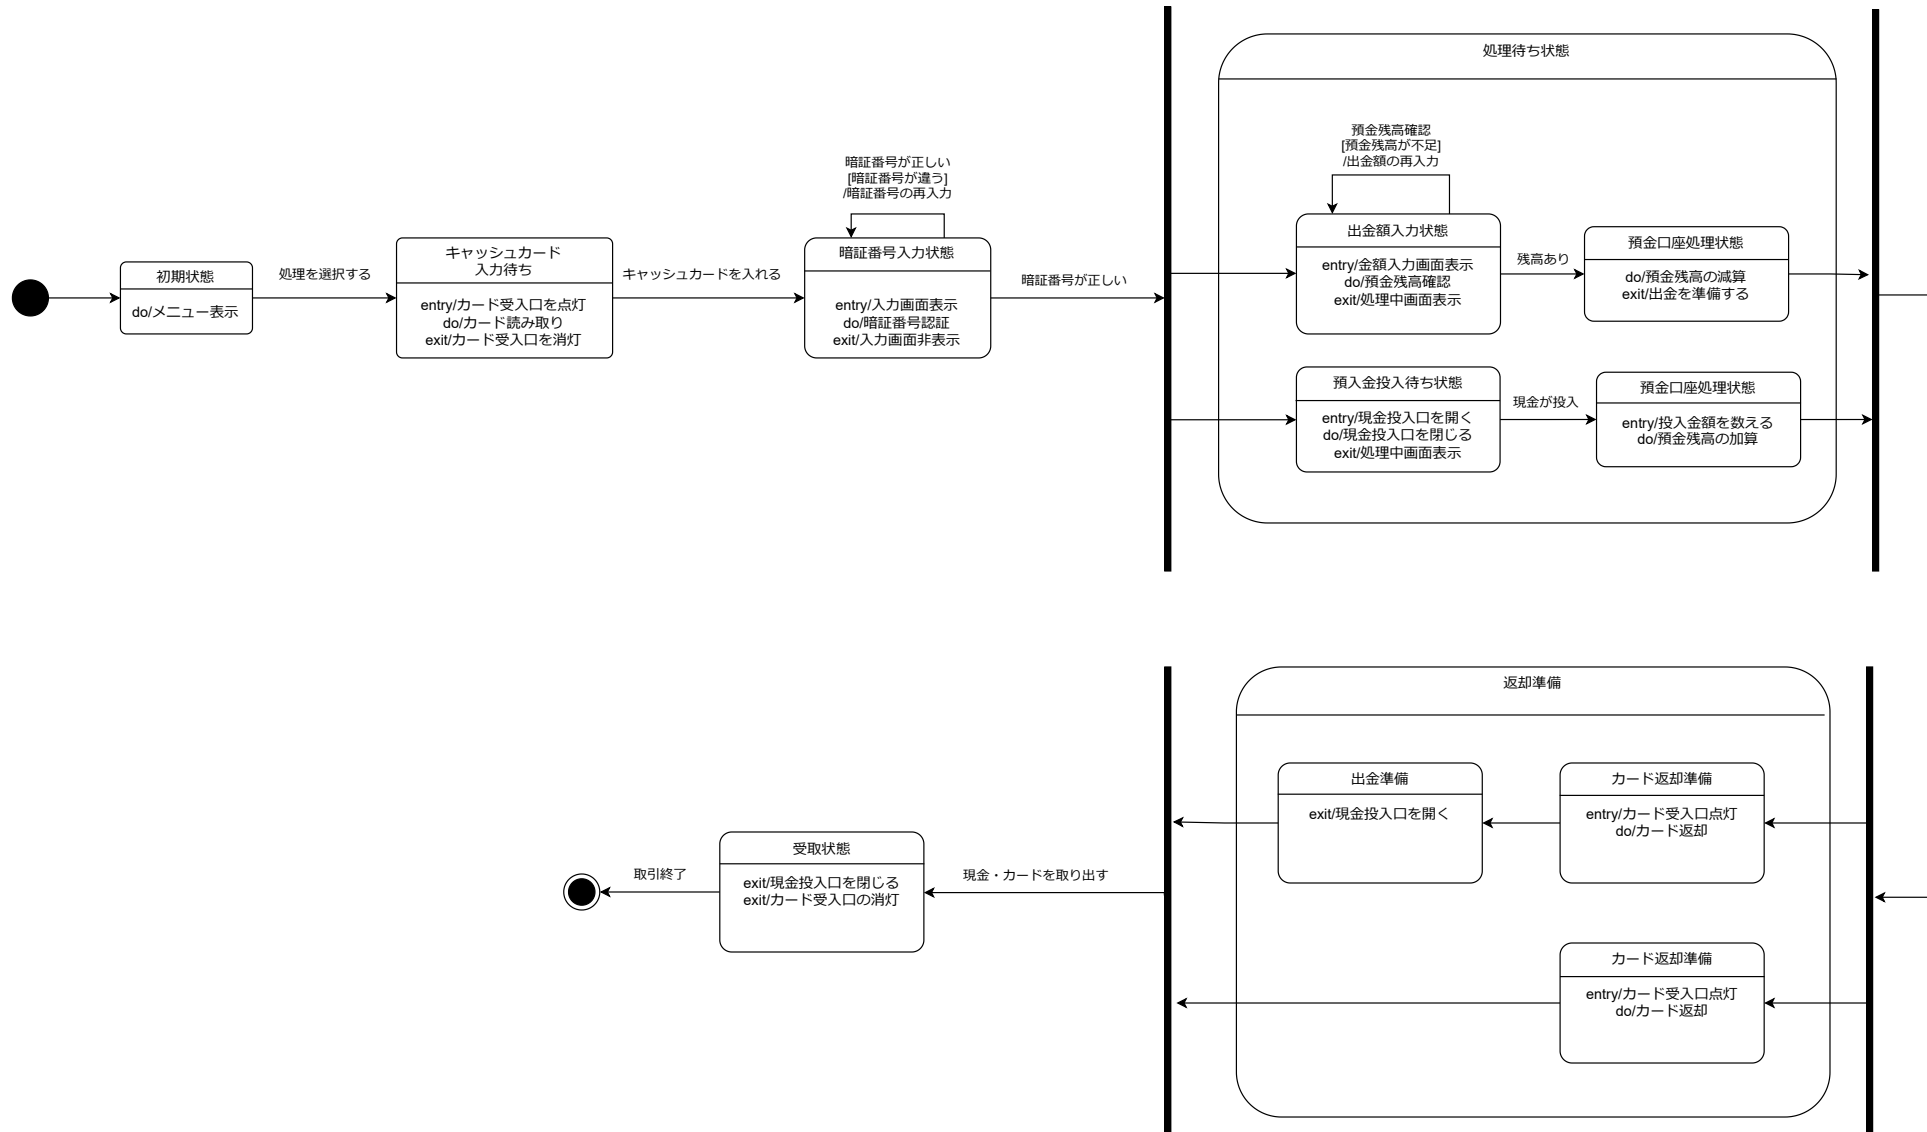 処理待ち状態
預金残高確認
[預金残高が不足]
/出金額の再入力
暗証番号が正しい
[暗証番号が違う]
/暗証番号の再入力
初期状態
do/メニュー表示
処理を選択する
キャッシュカード
入力待ち
entry/カード受入口を点灯
do/カード読み取り
exit/カード受入口を消灯
キャッシュカードを入れる
暗証番号入力状態
entry/入力画面表示
do/暗証番号認証
exit/入力画面非表示
暗証番号が正しい
出金額入力状態
entry/金額入力画面表示
do/預金残高確認
exit/処理中画面表示
残高あり
預金口座処理状態
do/預金残高の減算
exit/出金を準備する
預入金投入待ち状態
entry/現金投入口を開く
do/現金投入口を閉じる
exit/処理中画面表示
現金が投入
預金口座処理状態
entry/投入金額を数える
do/預金残高の加算
返却準備
出金準備
exit/現金投入口を開く
カード返却準備
entry/カード受入口点灯
do/カード返却
取引終了
受取状態
exit/現金投入口を閉じる
exit/カード受入口の消灯
現金・カードを取り出す
カード返却準備
entry/カード受入口点灯
do/カード返却